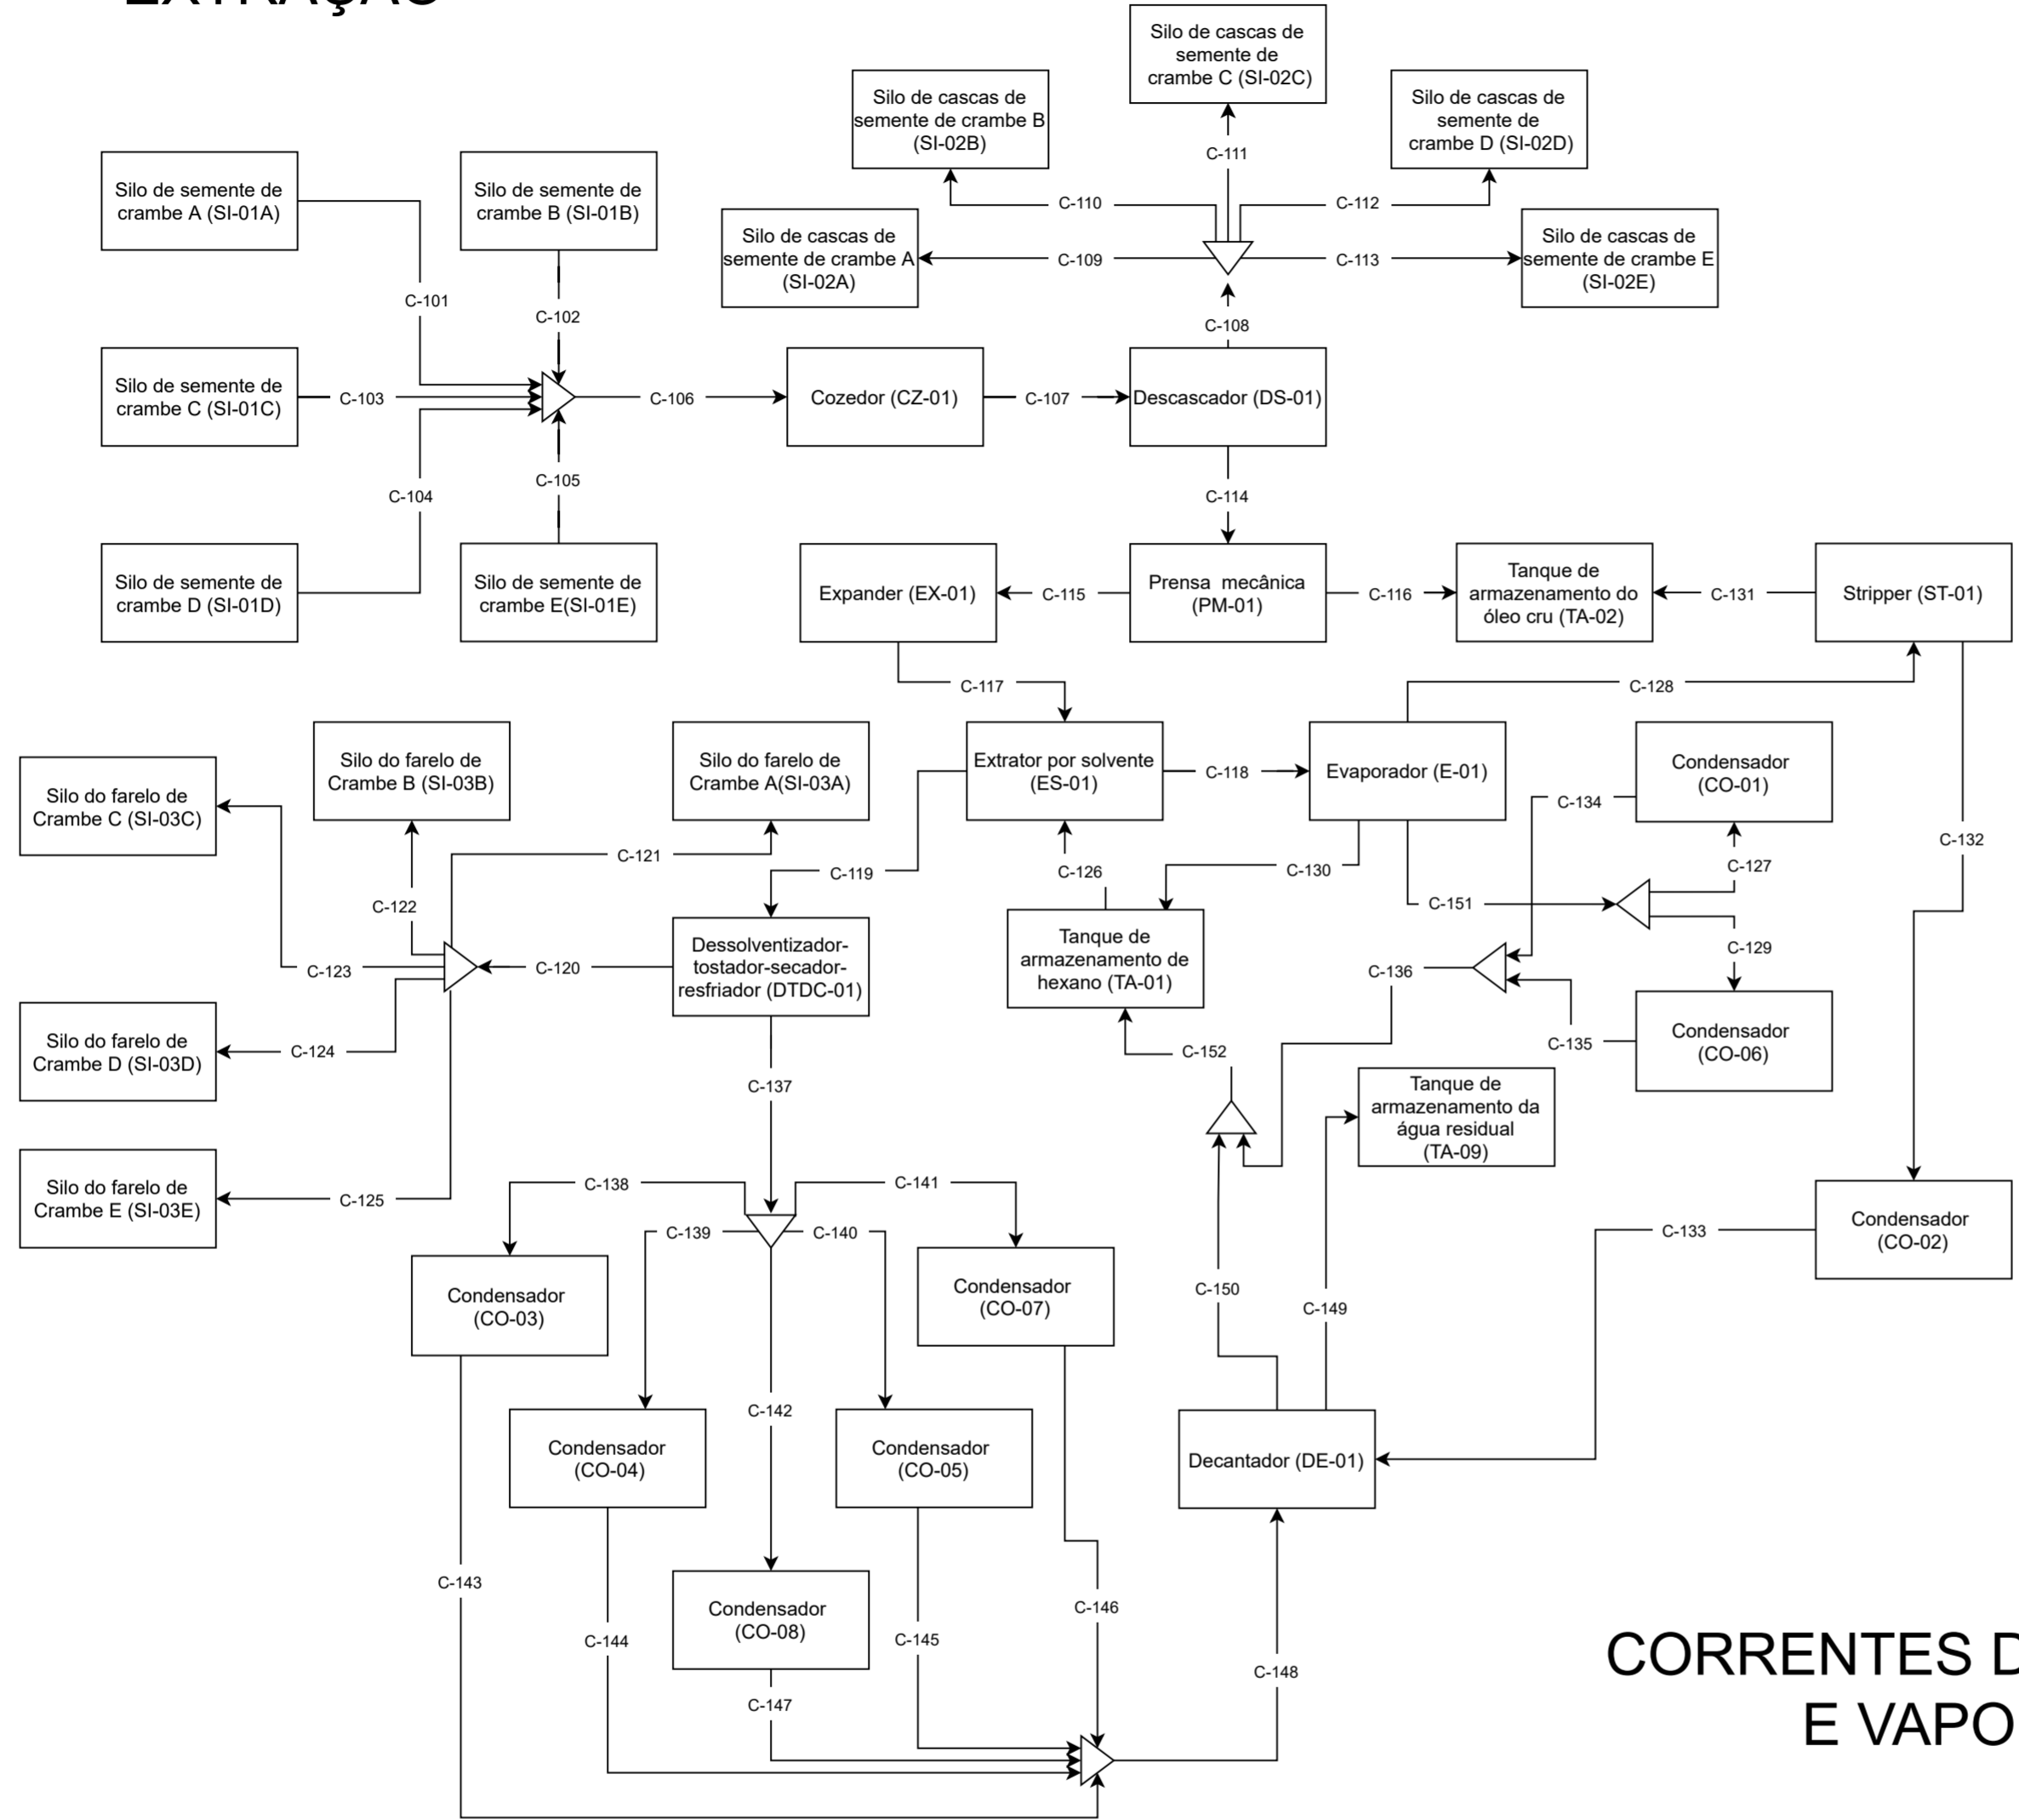 EXTRAÇÃO
Silo de cascas de
semente de
crambe C (SI-02C)
Silo de cascas de
semente de crambe B
(SI-02B)
Silo de cascas de
semente de
crambe D (SI-02D)
C-111
Silo de semente de
crambe A (SI-01A)
Silo de semente de
crambe B (SI-01B)
C-110
C-112
Silo de cascas de
semente de crambe A
(SI-02A)
C-109
C-113
Silo de cascas de
semente de crambe E
(SI-02E)
C-101
C-102
C-108
Silo de semente de
crambe C (SI-01C)
C-103
C-106
Cozedor (CZ-01)
C-107
Descascador (DS-01)
C-104
C-105
C-114
Silo de semente de
crambe D (SI-01D)
Silo de semente de
crambe E(SI-01E)
Expander (EX-01)
C-115
Prensa mecânica
(PM-01)
C-116
Tanque de
armazenamento do
óleo cru (TA-02)
C-131
Stripper (ST-01)
C-117
C-128
Silo do farelo de
Crambe C (SI-03C)
Silo do farelo de
Crambe B (SI-03B)
Silo do farelo de
Crambe A(SI-03A)
Extrator por solvente
(ES-01)
C-118
Evaporador (E-01)
Condensador
(CO-01)
C-134
C-132
C-121
C-119
C-126
C-130
C-127
C-122
C-151
Dessolventizador-
tostador-secador-
resfriador (DTDC-01)
Tanque de
armazenamento de
hexano (TA-01)
C-129
C-123
C-120
C-136
Silo do farelo de
Crambe D (SI-03D)
C-124
C-152
C-135
Condensador
(CO-06)
C-137
Tanque de
armazenamento da
água residual
(TA-09)
Silo do farelo de
Crambe E (SI-03E)
C-125
C-138
C-141
C-139
C-140
C-133
Condensador
(CO-02)
Condensador
(CO-03)
Condensador
(CO-07)
C-150
C-149
C-142
Condensador
(CO-04)
Condensador
(CO-05)
Decantador (DE-01)
C-143
Condensador
(CO-08)
C-146
C-144
C-145
C-148
C-147
CORRENTES D
E VAPO